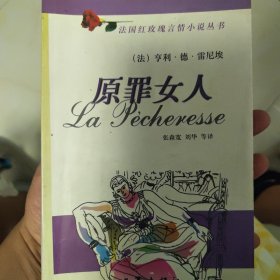 法国红玫瑰言情小说丛书
(法) 亨利·德·雷尼埃
原罪女人
La Pécheresse
张森宽 刘华 等译